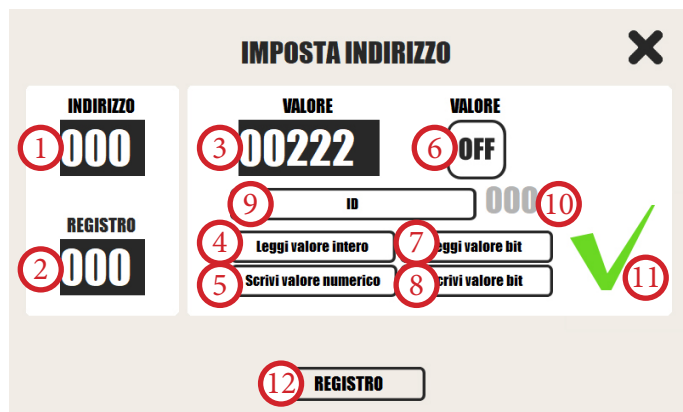 IMPOSTA INDIRIZZO
INDIRIZZO
VALORE
VALORE
1 000
3 00222
6 OFF
9 ID
000 10
REGISTRO
2 000
4 Leggi valore intero
7 eggi valore bit
5 Scrivi valore numerico
8 crivi valore bit
11
12 REGISTRO